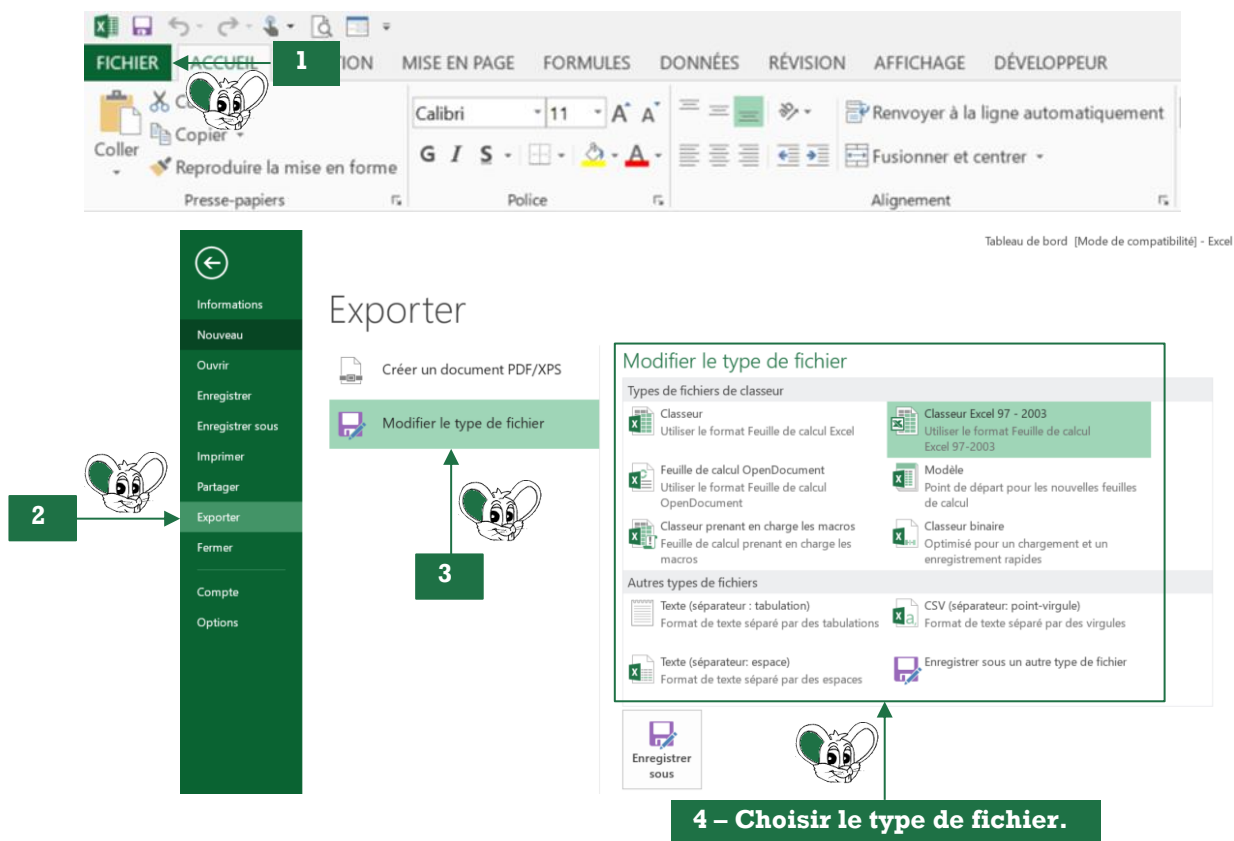 FICHIER
ACCUEIL
1
TION
MISE EN PAGE
FORMULES
DONNÉES
RÉVISION
AFFICHAGE
DÉVELOPPEUR
Coller
Copier
Reproduire la mise en forme
Presse-papiers
Calibri
11
A A
G I S
A
Police
Renvoyer à la ligne automatiquement
Fusionner et centrer
Alignement
Tableau de bord [Mode de compatibilité] - Excel
Informations
Nouveau
Ouvrir
Enregistrer
Enregistrer sous
Imprimer
Partager
2
Exporter
Fermer
Compte
Options
Exporter
Créer un document PDF/XPS
Modifier le type de fichier
3
Modifier le type de fichier
Types de fichiers de classeur
Classeur
Utiliser le format Feuille de calcul Excel
Classeur Excel 97 - 2003
Utiliser le format Feuille de calcul
Excel 97-2003
Feuille de calcul OpenDocument
Utiliser le format Feuille de calcul
OpenDocument
Modèle
Point de départ pour les nouvelles feuilles
de calcul
Classeur prenant en charge les macros
Feuille de calcul prenant en charge les
macros
Classeur binaire
Optimisé pour un chargement et un
enregistrement rapides
Autres types de fichiers
Texte (séparateur : tabulation)
Format de texte séparé par des tabulations
CSV (séparateur: point-virgule)
Format de texte séparé par des virgules
Texte (séparateur: espace)
Format de texte séparé par des espaces
Enregistrer sous un autre type de fichier
Enregistrer
sous
4 – Choisir le type de fichier.